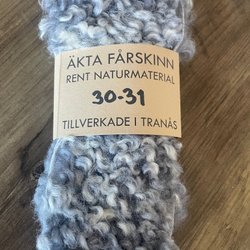 ÄKTA FÅRSKINN
RENT NATURMATERIAL
30-31
TILLVERKADE I TRANÅS